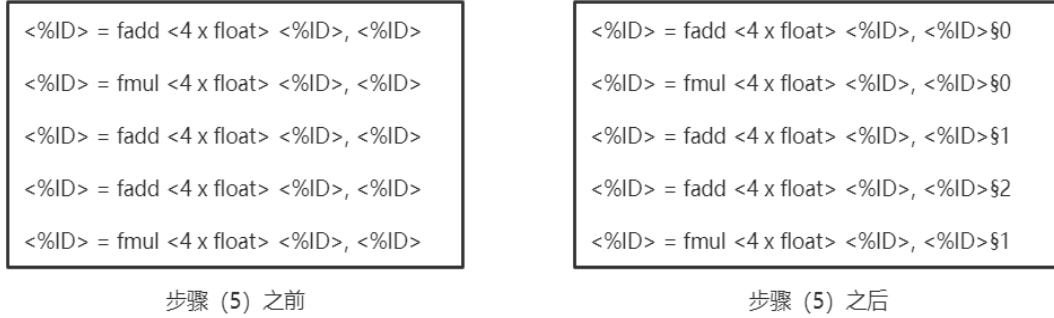 <%ID> = fadd <4 x float> <%ID>, <%ID>
<%ID> = fmul <4 x float> <%ID>, <%ID>
<%ID> = fadd <4 x float> <%ID>, <%ID>
<%ID> = fadd <4 x float> <%ID>, <%ID>
<%ID> = fmul <4 x float> <%ID>, <%ID>
步骤（5）之前
<%ID> = fadd <4 x float> <%ID>, <%ID>§0
<%ID> = fmul <4 x float> <%ID>, <%ID>§0
<%ID> = fadd <4 x float> <%ID>, <%ID>§1
<%ID> = fadd <4 x float> <%ID>, <%ID>§2
<%ID> = fmul <4 x float> <%ID>, <%ID>§1
步骤（5）之后